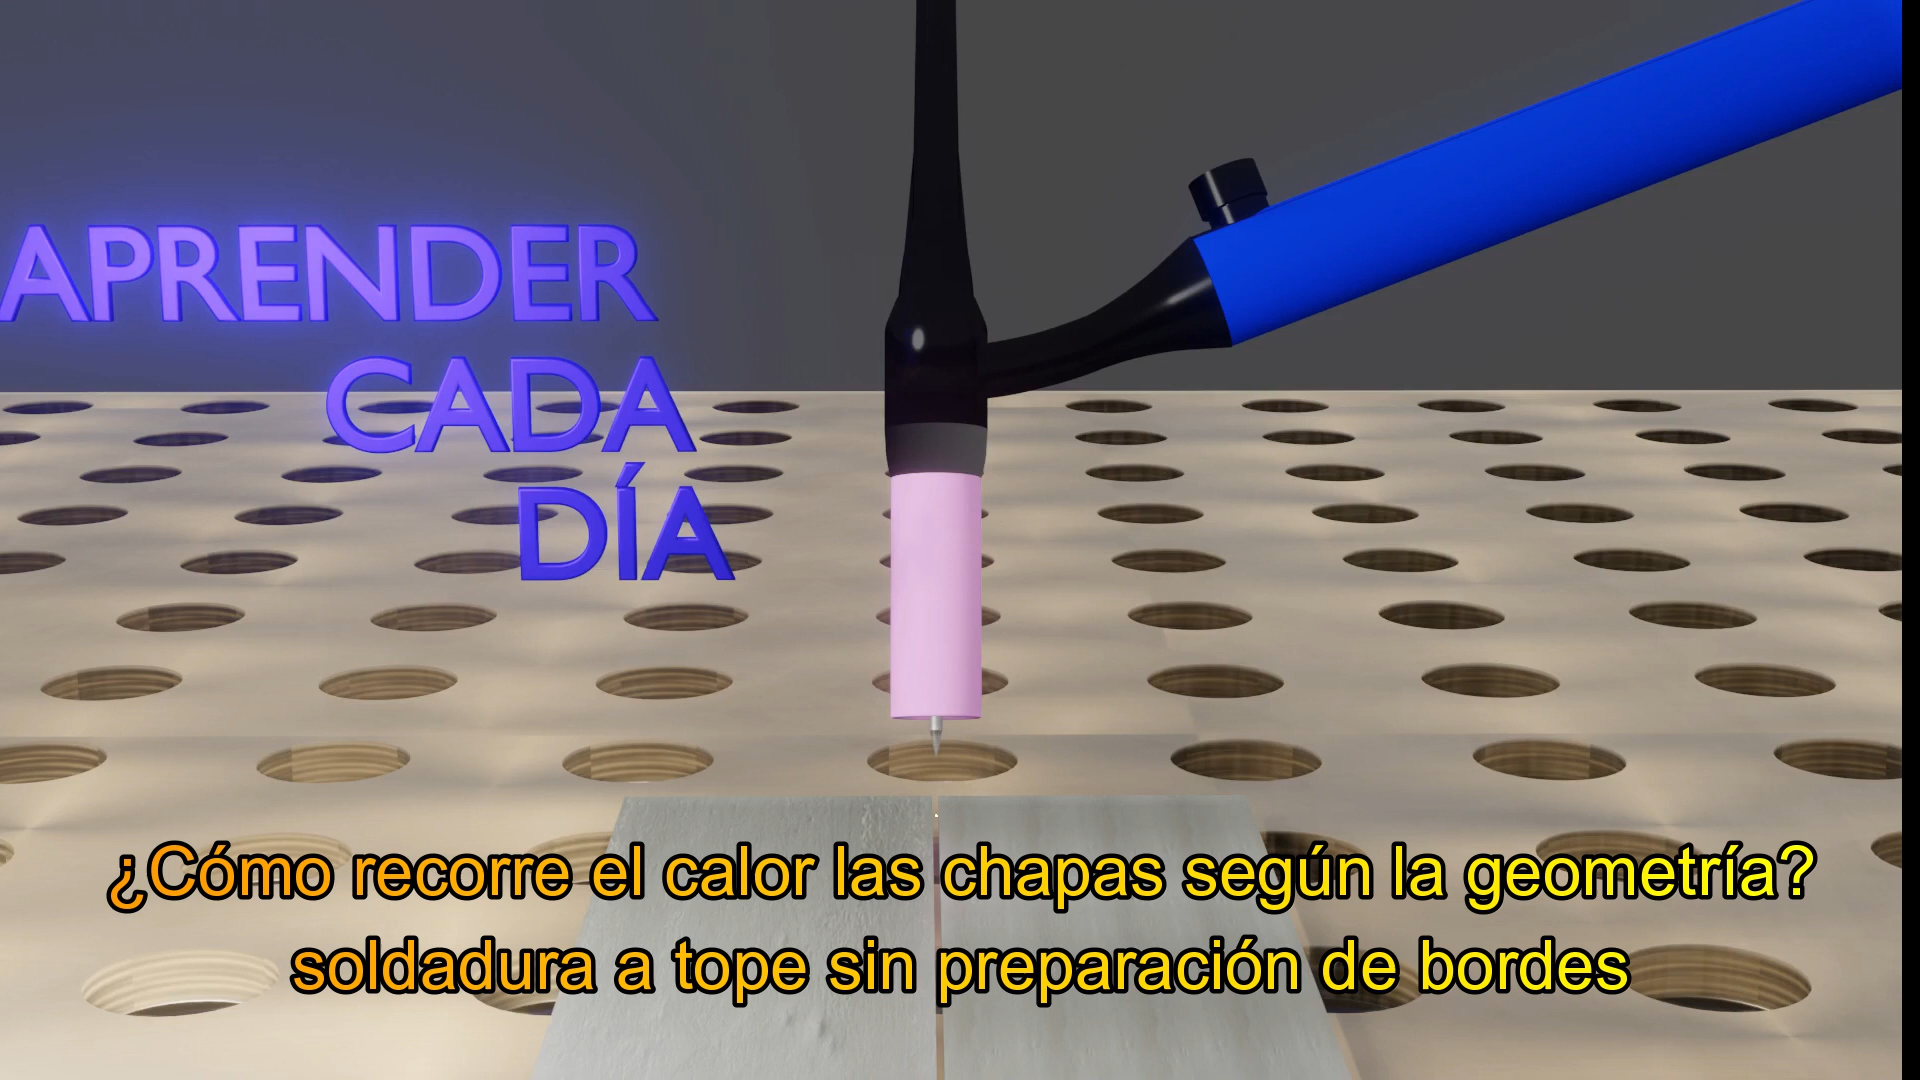 APRENDER
CADA
DÍA
¿Cómo recorre el calor las chapas según la geometría?
soldadura a tope sin preparación de bordes